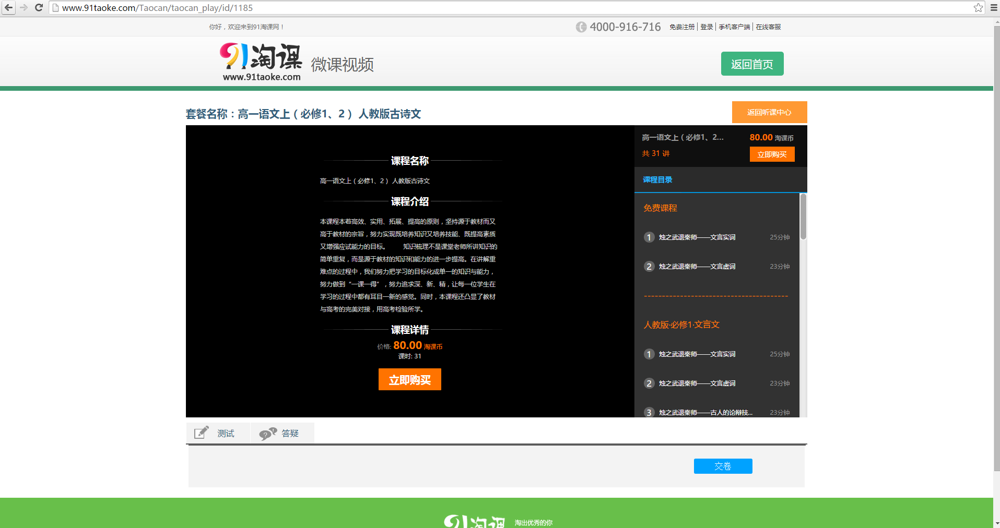 www.91taoke.com/Taocan/taocan_play/id/1185
你好，欢迎来到91淘课网！
4000-916-716 免费注册 | 登录 | 手机客户端 | 在线客服
91淘课
www.91taoke.com
微课视频
返回首页
套餐名称：高一语文上（必修1、2） 人教版古诗文
返回听课中心
课程名称
高一语文上（必修1、2） 人教版古诗文
课程介绍
本课程本着高效、实用、拓展、提高的原则，坚持源于教材而又
高于教材的宗旨，努力实现既培养知识又培养技能、既提高素质
又增强应试能力的目标。 知识梳理不是课堂老师所讲知识的
简单重复，而是源于教材的知识和能力的进一步提高。在讲解重
难点的过程中，我们努力把学习的目标化成单一的知识与能力，
努力做到“一课一得”，努力追求深、新、精，让每一位学生在
学习的过程中都有耳目一新的感觉。同时，本课程还凸显了教材
与高考的完美对接，用高考检验所学。
课程详情
价格: 80.00 淘课币
课时: 31
立即购买
高一语文上（必修1、2...
80.00 淘课币
共 31 讲
立即购买
课程目录
免费课程
1 烛之武退秦师——文言实词 25分钟
2 烛之武退秦师——文言虚词 23分钟
----------------------------------------
人教版·必修1·文言文
1 烛之武退秦师——文言实词 25分钟
2 烛之武退秦师——文言虚词 23分钟
3 烛之武退秦师——古人的论辩技... 23分钟
测试
答疑
交卷
91淘课
淘出优秀的你